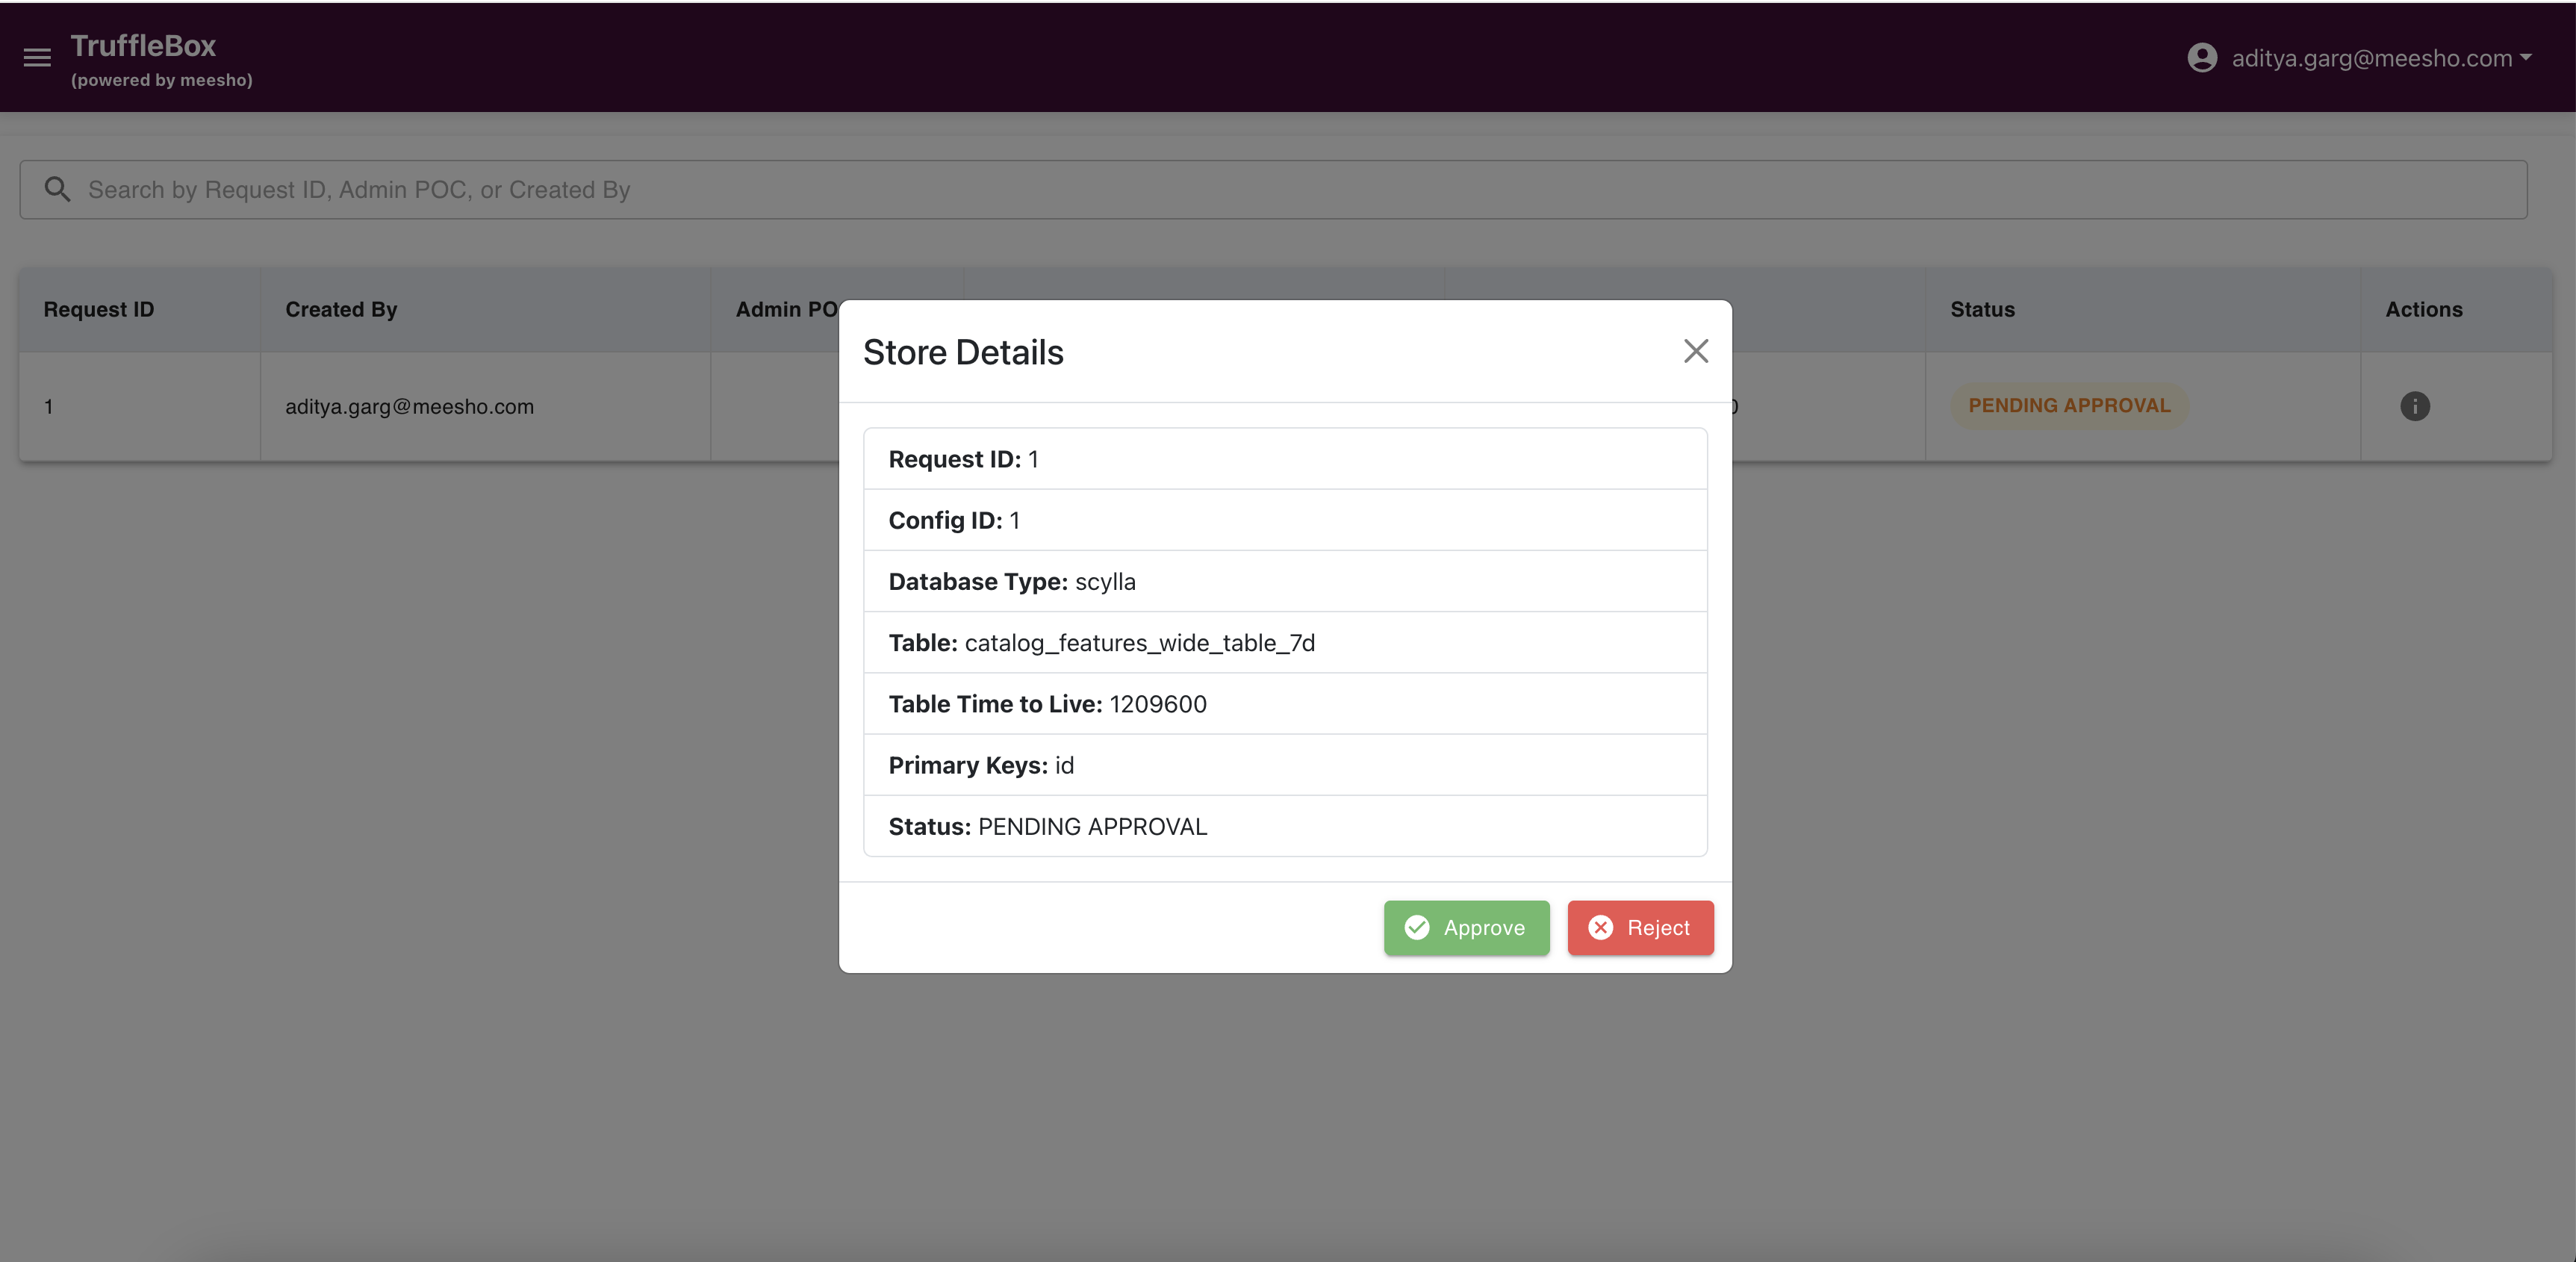 TruffleBox
(powered by meesho)
aditya.garg@meesho.com
Search by Request ID, Admin POC, or Created By
Request ID Created By Admin Status Actions
1 aditya.garg@meesho.com PENDING APPROVAL
Store Details
Request ID: 1
Config ID: 1
Database Type: scylla
Table: catalog_features_wide_table_7d
Table Time to Live: 1209600
Primary Keys: id
Status: PENDING APPROVAL
Approve Reject